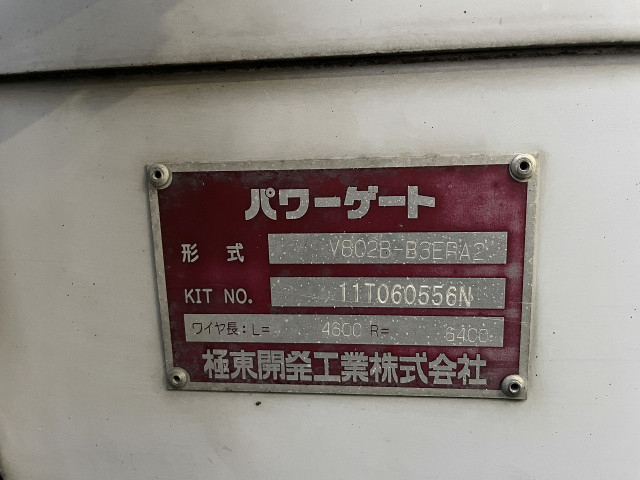 パワーゲート
形式 V802B-B3ERA2
KIT NO. 11T060556N
ワイヤ長:L= 4600 R= 6400
極東開発工業株式会社